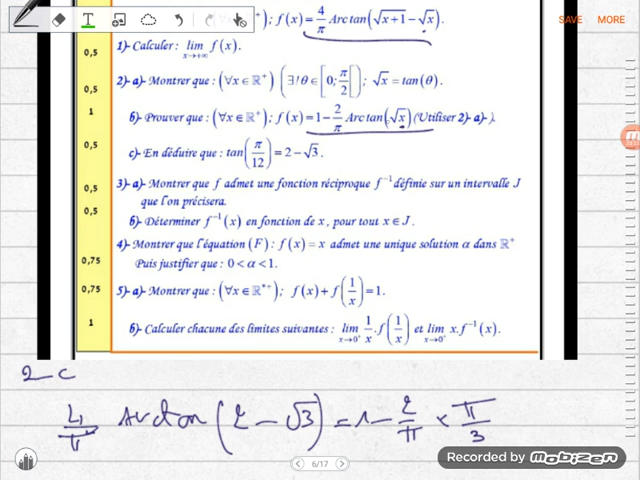 SAVE MORE
; f(x) = 4/π Arctan(√x+1 − √x).
0,5 1)- Calculer : lim x→+∞ f(x).
0,5 2)- a)- Montrer que : (∀x ∈ ℝ⁺) (∃!θ ∈ [0; π/2[) ; √x = tan(θ).
1 b)- Prouver que : (∀x ∈ ℝ⁺); f(x) = 1 − 2/π Arctan(√x) (Utiliser 2)- a)- ).
0,5 c)- En déduire que : tan(π/12) = 2 − √3.
0,5 3)- a)- Montrer que f admet une fonction réciproque f⁻¹ définie sur un intervalle J
que l'on précisera.
0,5 b)- Déterminer f⁻¹(x) en fonction de x, pour tout x ∈ J.
4)- Montrer que l'équation (F) : f(x) = x admet une unique solution α dans ℝ⁺
0,75 Puis justifier que : 0 < α < 1.
0,75 5)- a)- Montrer que : (∀x ∈ ℝ*⁺); f(x) + f(1/x) = 1.
1 b)- Calculer chacune des limites suivantes : lim x→0⁺ 1/x . f(1/x) et lim x→0⁺ x.f⁻¹(x).
2-c
4/π Arctan(2 − √3) = 1 − 2/π × π/3
6/17
Recorded by MOBIZEN